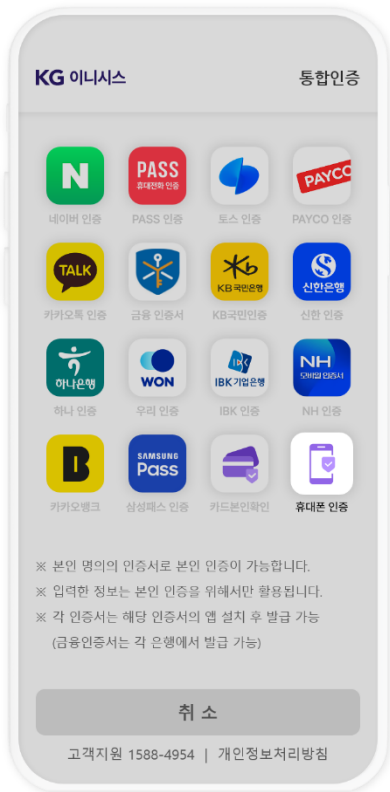 KG 이니시스 통합인증
N PASS 휴대전화 인증 PAYCO
네이버 인증 PASS 인증 토스 인증 PAYCO 인증
TALK Kb KB국민은행 S 신한은행
카카오톡 인증 금융 인증서 KB국민인증 신한 인증
하나은행 WON IBK기업은행 NH 모바일 인증서
하나 인증 우리 인증 IBK 인증 NH 인증
B SAMSUNG Pass
카카오뱅크 삼성패스 인증 카드본인확인 휴대폰 인증
※ 본인 명의의 인증서로 본인 인증이 가능합니다.
※ 입력한 정보는 본인 인증을 위해서만 활용됩니다.
※ 각 인증서는 해당 인증서의 앱 설치 후 발급 가능
(금융인증서는 각 은행에서 발급 가능)
취 소
고객지원 1588-4954 | 개인정보처리방침